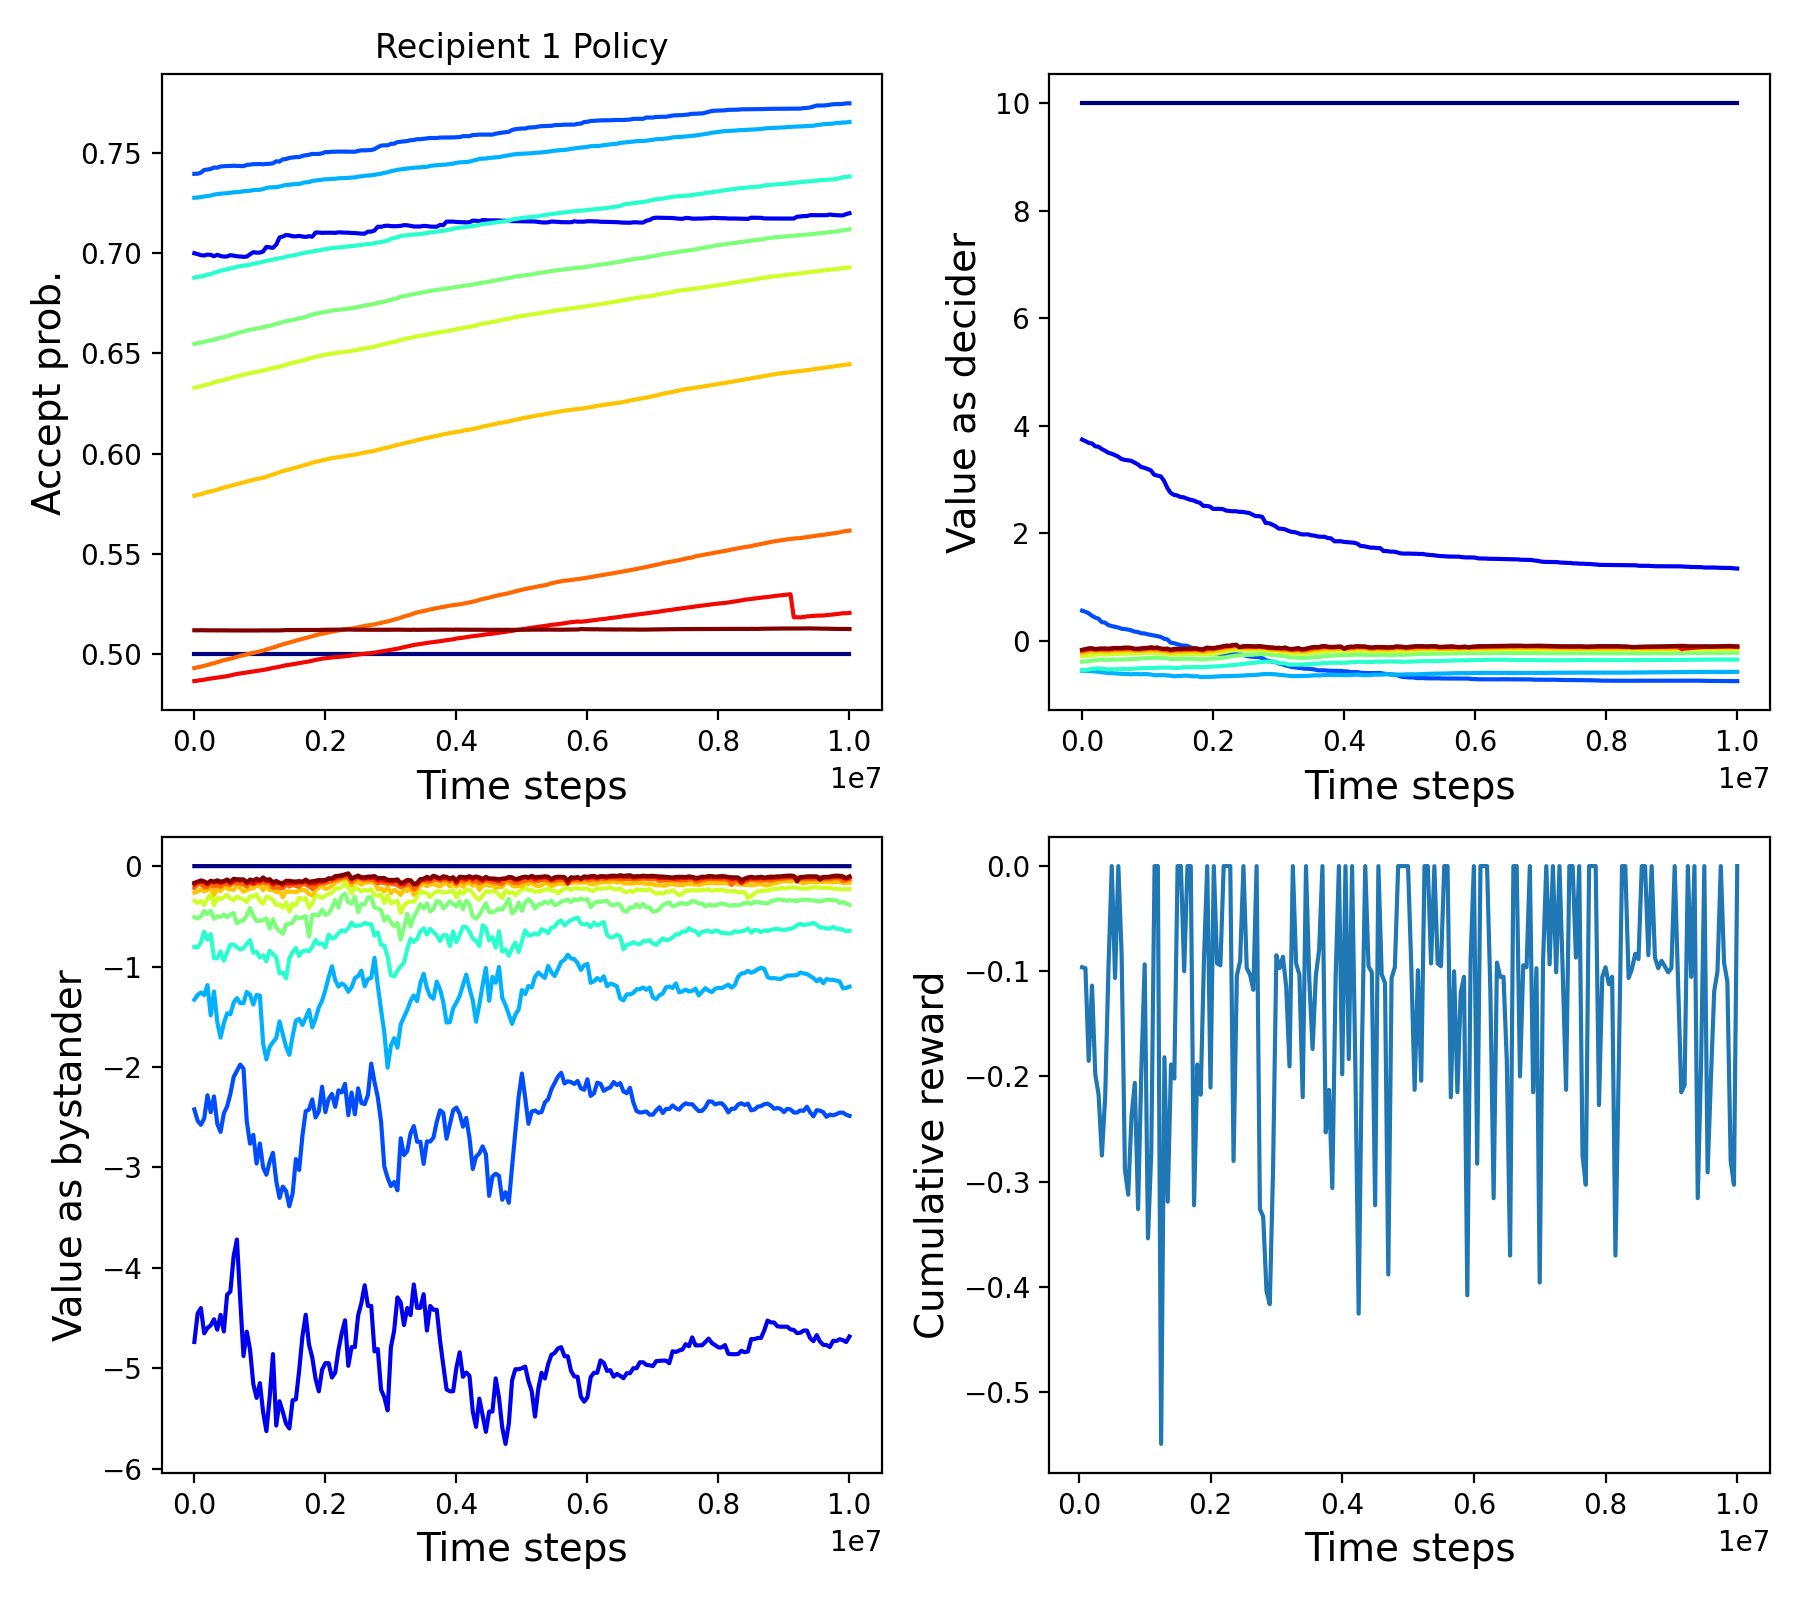 Recipient 1 Policy
Accept prob.
0.75
0.70
0.65
0.60
0.55
0.50
0.0 0.2 0.4 0.6 0.8 1.0
1e7
Time steps
Value as decider
10
8
6
4
2
0
0.0 0.2 0.4 0.6 0.8 1.0
1e7
Time steps
Value as bystander
0
−1
−2
−3
−4
−5
−6
0.0 0.2 0.4 0.6 0.8 1.0
1e7
Time steps
Cumulative reward
0.0
−0.1
−0.2
−0.3
−0.4
−0.5
0.0 0.2 0.4 0.6 0.8 1.0
1e7
Time steps